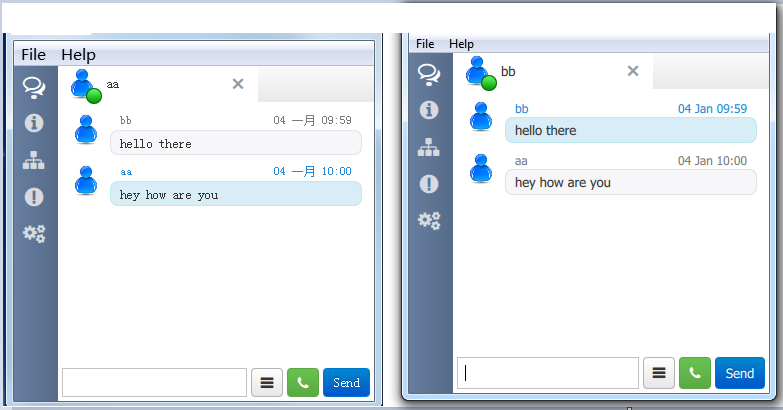 File Help
aa
bb 04 一月 09:59
hello there
aa 04 一月 10:00
hey how are you
Send
File Help
bb
bb 04 Jan 09:59
hello there
aa 04 Jan 10:00
hey how are you
Send